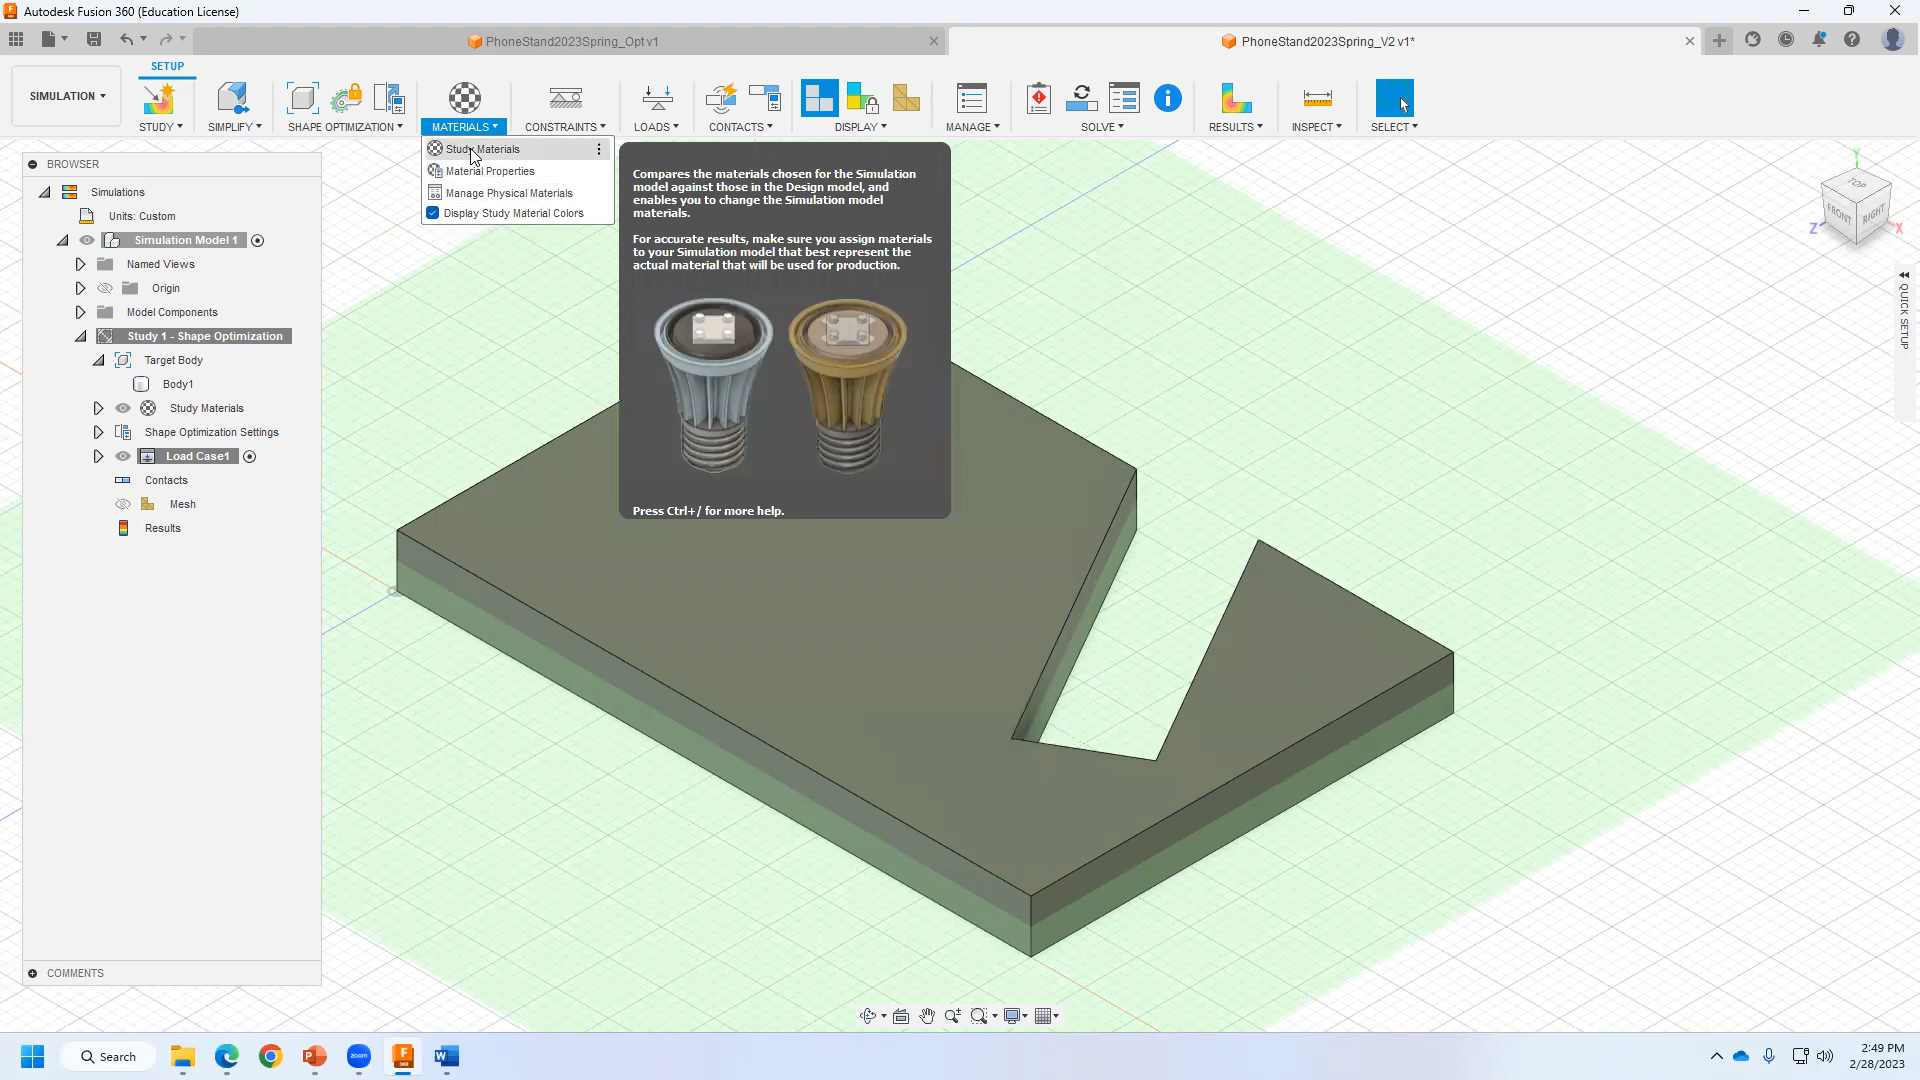 Autodesk Fusion 360 (Education License)
PhoneStand2023Spring_Opt v1
PhoneStand2023Spring_V2 v1*
SETUP
SIMULATION
STUDY
SIMPLIFY
SHAPE OPTIMIZATION
MATERIALS
CONSTRAINTS
LOADS
CONTACTS
DISPLAY
MANAGE
SOLVE
RESULTS
INSPECT
SELECT
Study Materials
Material Properties
Manage Physical Materials
Display Study Material Colors
Compares the materials chosen for the Simulation
model against those in the Design model, and
enables you to change the Simulation model
materials.
For accurate results, make sure you assign materials
to your Simulation model that best represent the
actual material that will be used for production.
Press Ctrl+/ for more help.
BROWSER
Simulations
Units: Custom
Simulation Model 1
Named Views
Origin
Model Components
Study 1 - Shape Optimization
Target Body
Body1
Study Materials
Shape Optimization Settings
Load Case1
Contacts
Mesh
Results
COMMENTS
TOP
FRONT
RIGHT
Y
Z
X
QUICK SETUP
Search
zoom
F
360
W
P
2:49 PM
2/28/2023